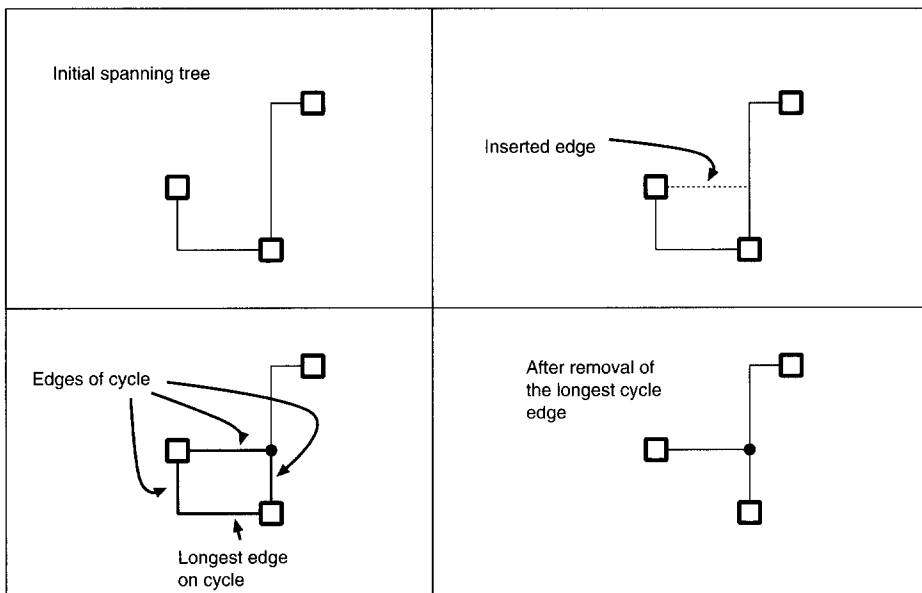 Initial spanning tree
Inserted edge
Edges of cycle
Longest edge
on cycle
After removal of
the longest cycle
edge